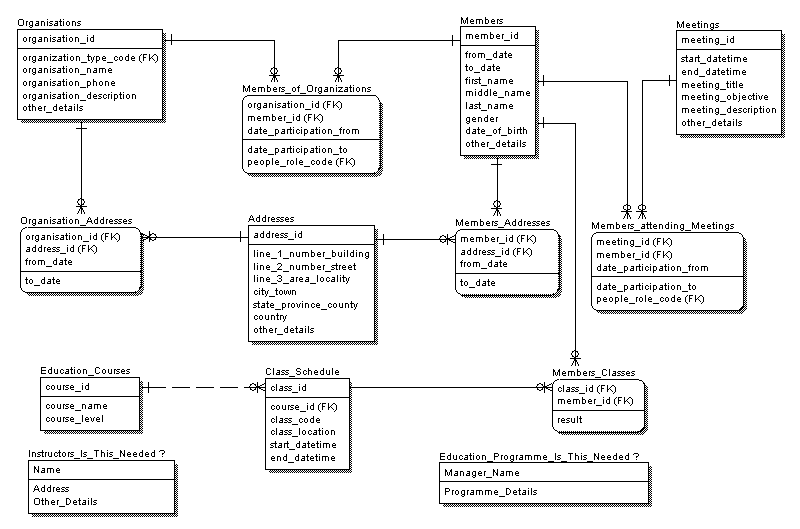 Organisations
organisation_id
organization_type_code (FK)
organisation_name
organisation_phone
organisation_description
other_details
Members_of_Organizations
organisation_id (FK)
member_id (FK)
date_participation_from
date_participation_to
people_role_code (FK)
Members
member_id
from_date
to_date
first_name
middle_name
last_name
gender
date_of_birth
other_details
Meetings
meeting_id
start_datetime
end_datetime
meeting_title
meeting_objective
meeting_description
other_details
Organisation_Addresses
organisation_id (FK)
address_id (FK)
from_date
to_date
Addresses
address_id
line_1_number_building
line_2_number_street
line_3_area_locality
city_town
state_province_county
country
other_details
Members_Addresses
member_id (FK)
address_id (FK)
from_date
to_date
Members_attending_Meetings
meeting_id (FK)
member_id (FK)
date_participation_from
date_participation_to
people_role_code (FK)
Education_Courses
course_id
course_name
course_level
Class_Schedule
class_id
course_id (FK)
class_code
class_location
start_datetime
end_datetime
Members_Classes
class_id (FK)
member_id (FK)
result
Instructors_Is_This_Needed ?
Name
Address
Other_Details
Education_Programme_Is_This_Needed ?
Manager_Name
Programme_Details